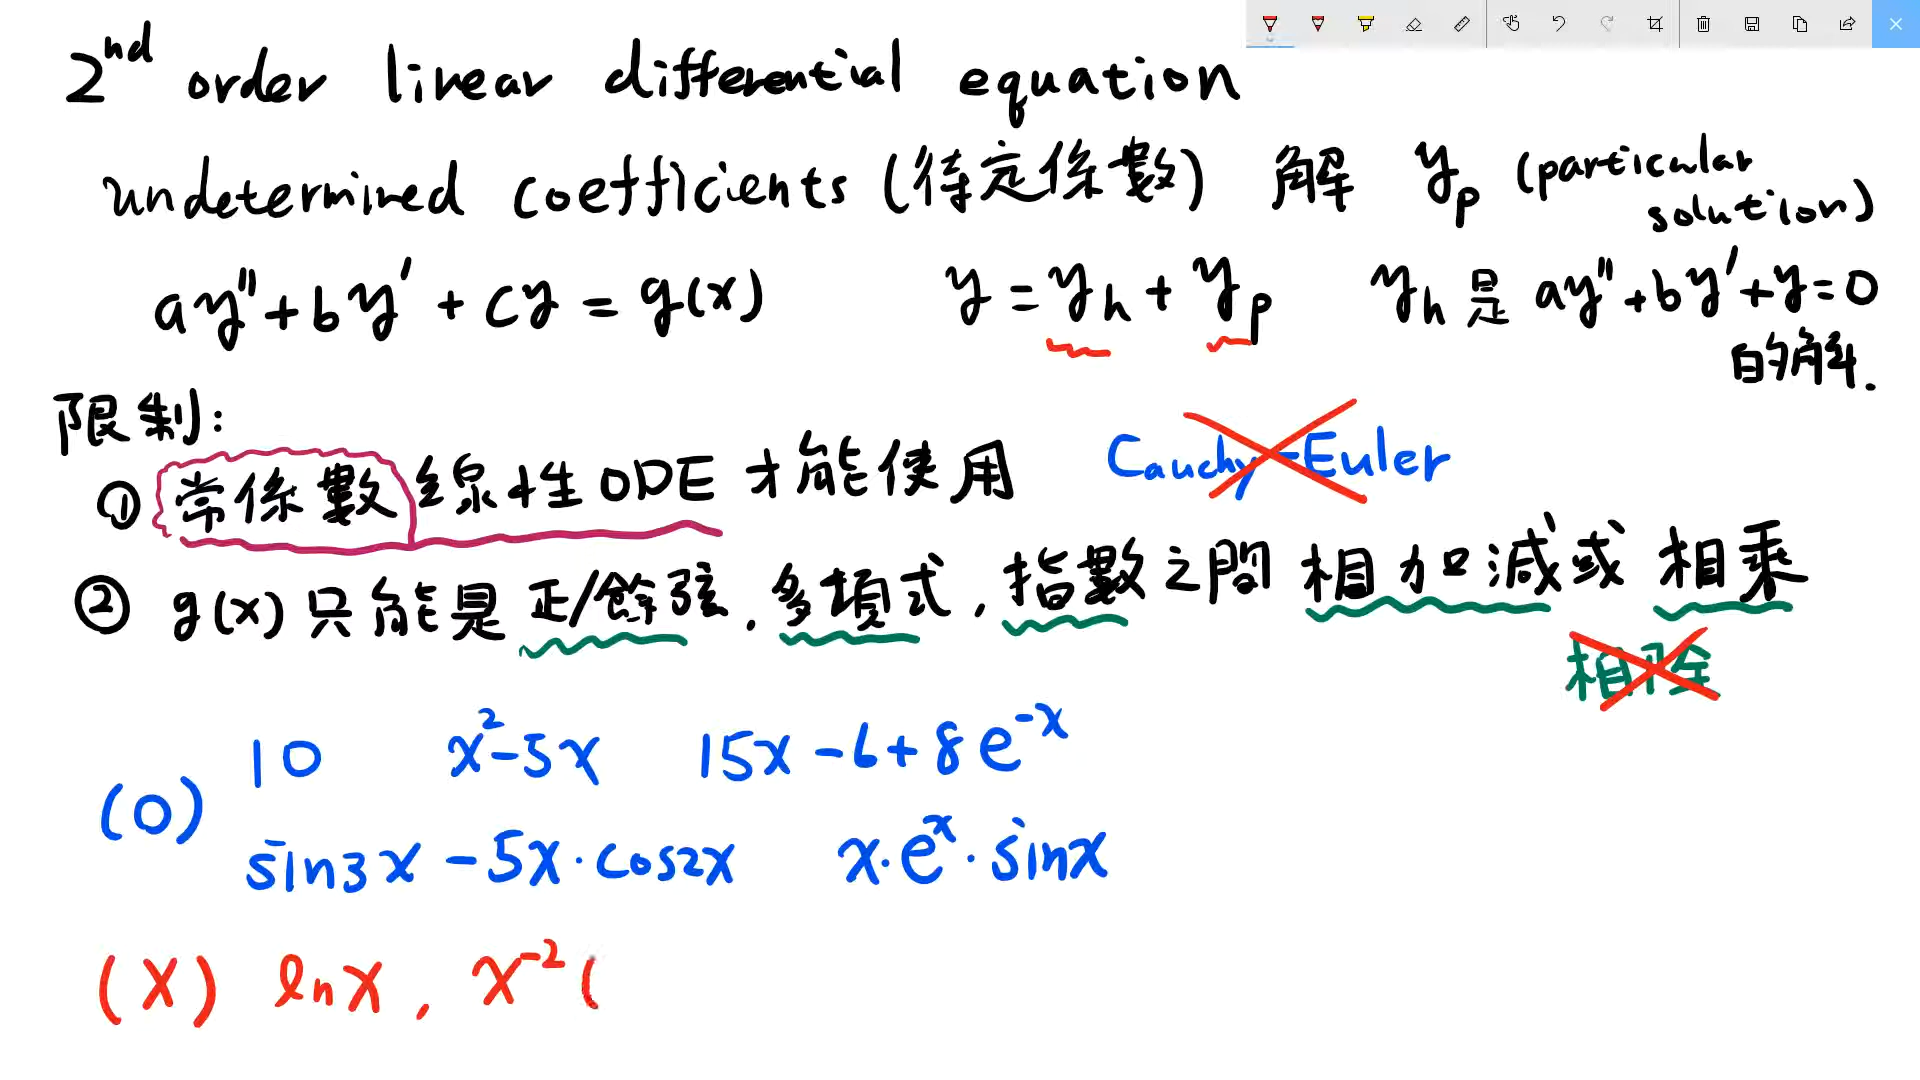 2nd order linear differential equation
undetermined coefficients (待定係數) 解 yp (particular solution)
ay''+by'+cy=g(x) y=yh+yp yh是 ay''+by'+y=0 的解.
限制:
① 常係數線性ODE才能使用 Cauchy-Euler
② g(x)只能是正/餘弦, 多項式, 指數之間相加減或相乘
相除
(O) 10 x²-5x 15x-6+8e^-x
sin3x-5x·cos2x x·e^x·sinx
(X) lnx, x^-2 (